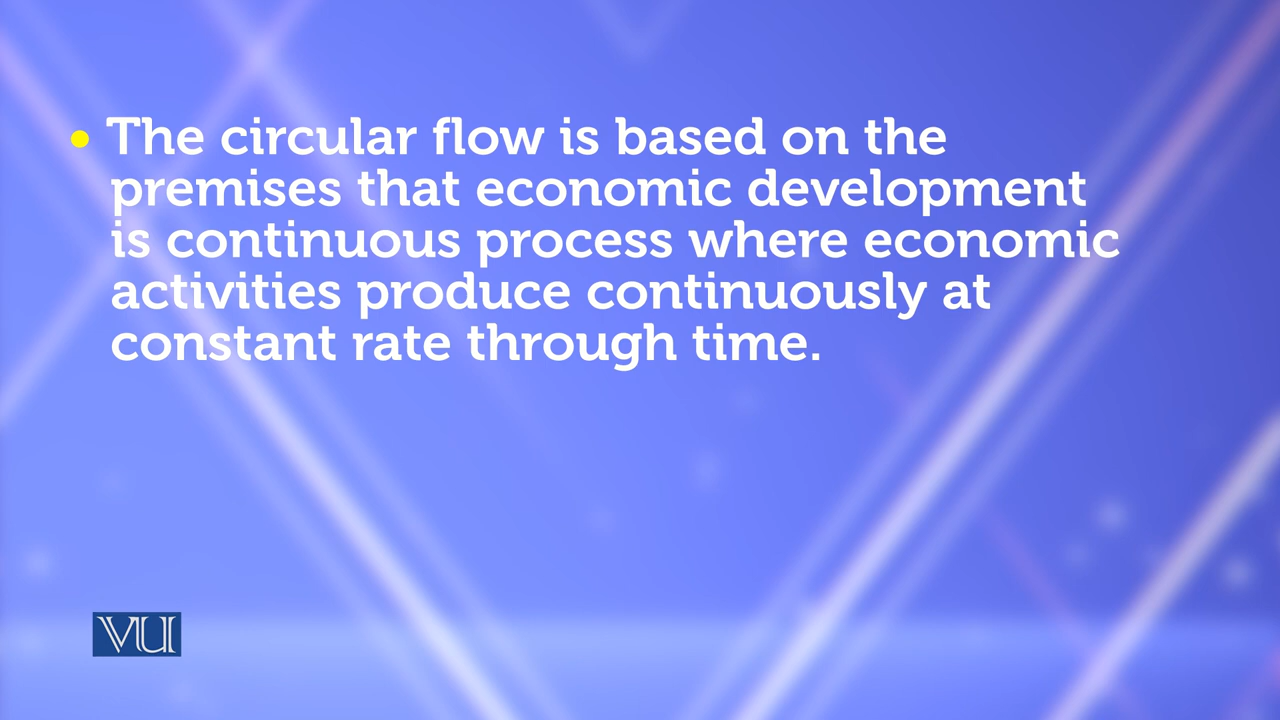 • The circular flow is based on the
premises that economic development
is continuous process where economic
activities produce continuously at
constant rate through time.
VU